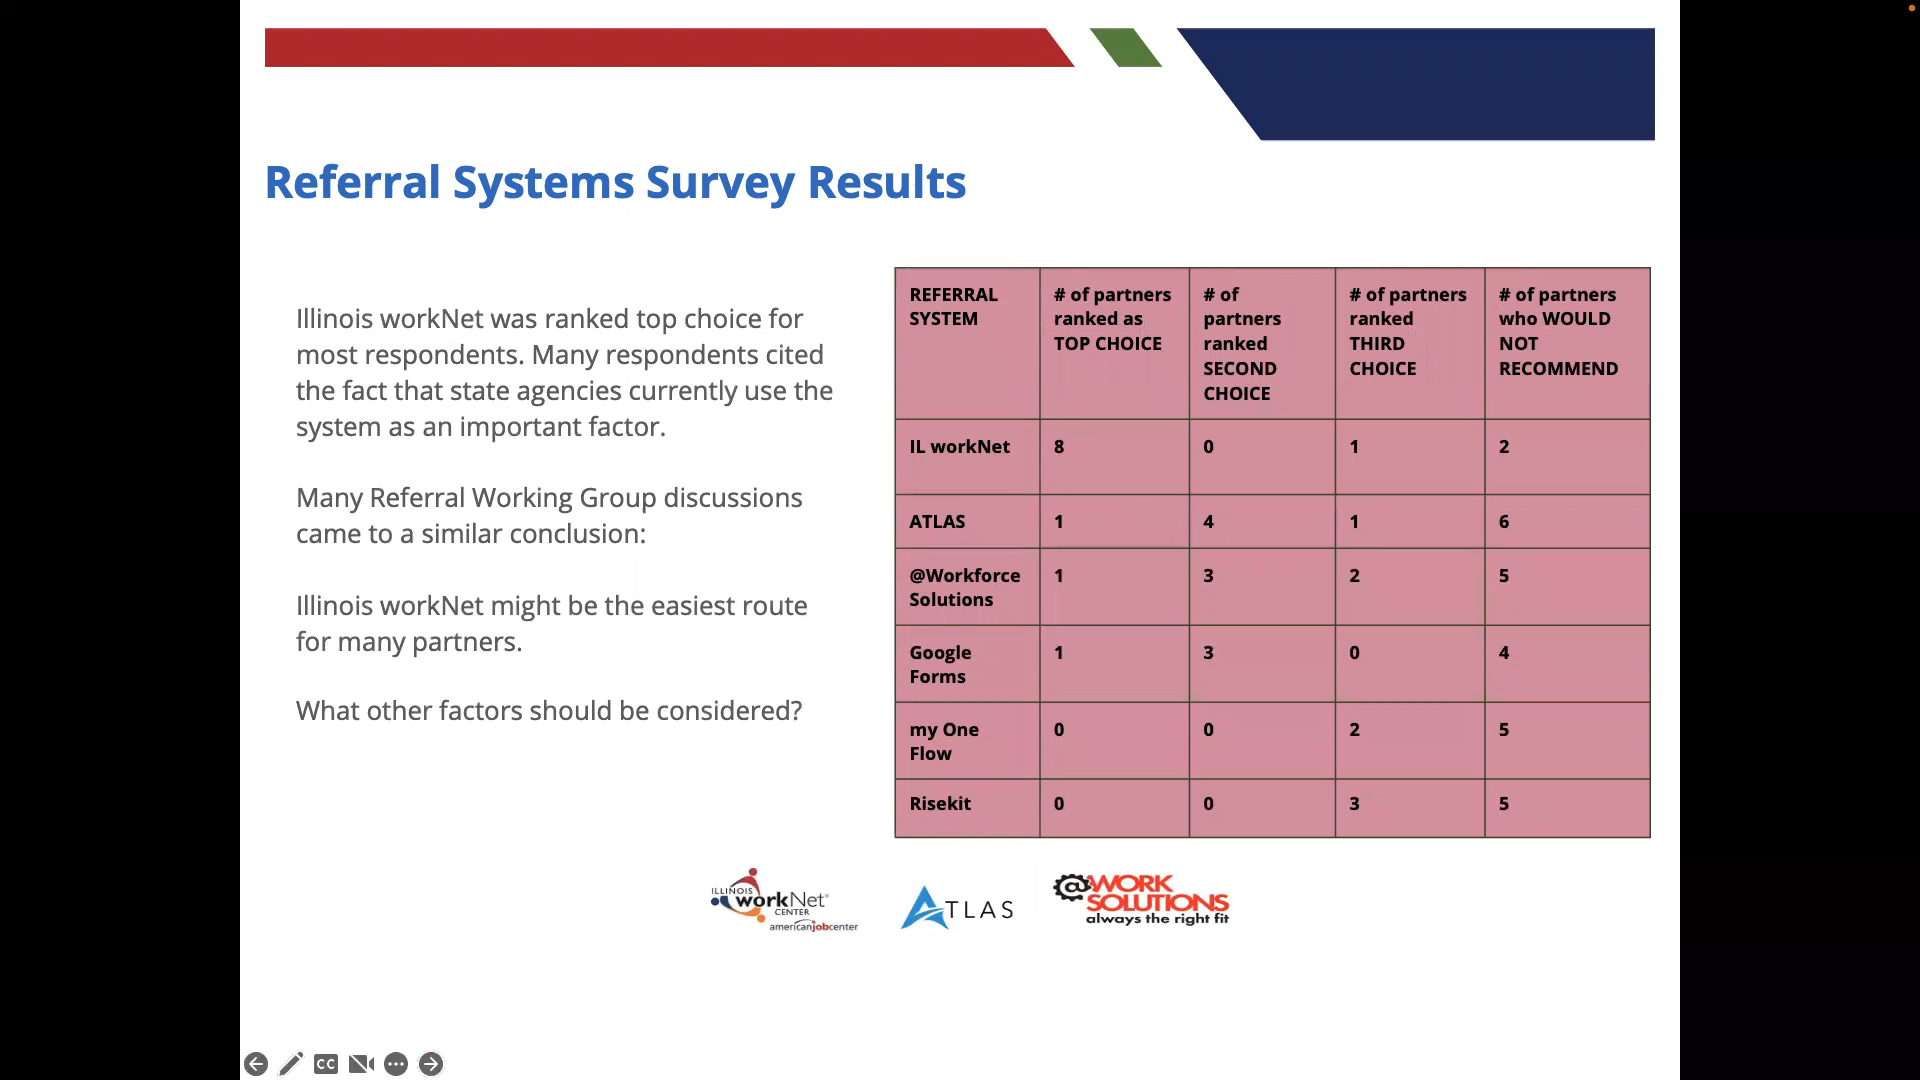 Referral Systems Survey Results
Illinois workNet was ranked top choice for
most respondents. Many respondents cited
the fact that state agencies currently use the
system as an important factor.
Many Referral Working Group discussions
came to a similar conclusion:
Illinois workNet might be the easiest route
for many partners.
What other factors should be considered?
REFERRAL
SYSTEM
# of partners
ranked as
TOP CHOICE
# of
partners
ranked
SECOND
CHOICE
# of partners
ranked
THIRD
CHOICE
# of partners
who WOULD
NOT
RECOMMEND
IL workNet 8 0 1 2
ATLAS 1 4 1 6
@Workforce
Solutions 1 3 2 5
Google
Forms 1 3 0 4
my One
Flow 0 0 2 5
Risekit 0 0 3 5
ILLINOIS
workNet®
CENTER
americanjobcenter
ATLAS
@WORK
SOLUTIONS
always the right fit
CC